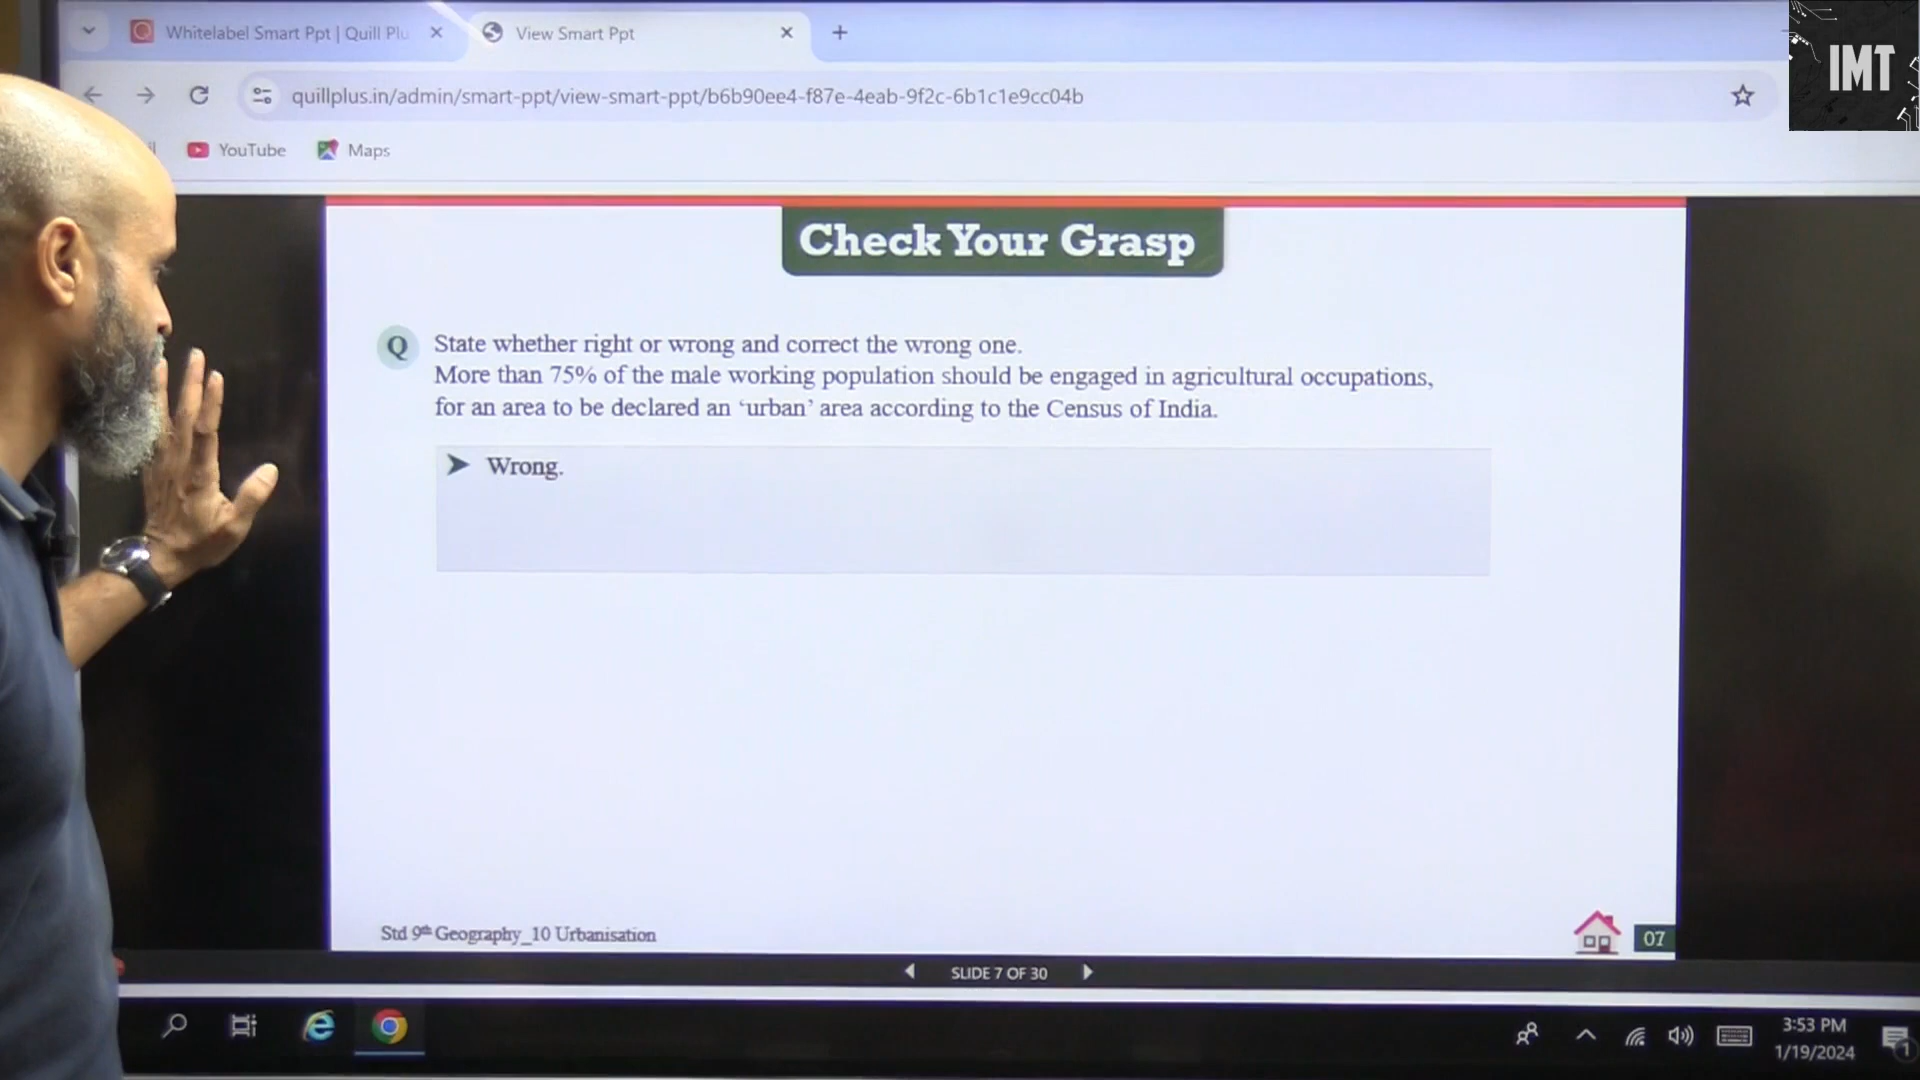 Whitelabel Smart Ppt | Quill Plu
View Smart Ppt
IMT
quillplus.in/admin/smart-ppt/view-smart-ppt/b6b90ee4-f87e-4eab-9f2c-6b1c1e9cc04b
YouTube
Maps
Check Your Grasp
Q State whether right or wrong and correct the wrong one.
More than 75% of the male working population should be engaged in agricultural occupations,
for an area to be declared an ‘urban’ area according to the Census of India.
➤ Wrong.
Std 9th Geography_10 Urbanisation
07
SLIDE 7 OF 30
3:53 PM
1/19/2024
1